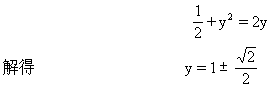 1/2 + y² = 2y
解得 y = 1 ± √2/2